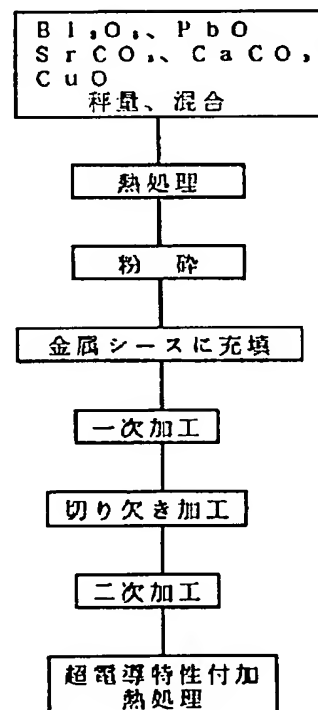 Bi₂O₃、PbO
SrCO₃、CaCO₃
CuO
秤量、混合
熱処理
粉 砕
金属シースに充填
一次加工
切り欠き加工
二次加工
超電導特性付加
熱処理